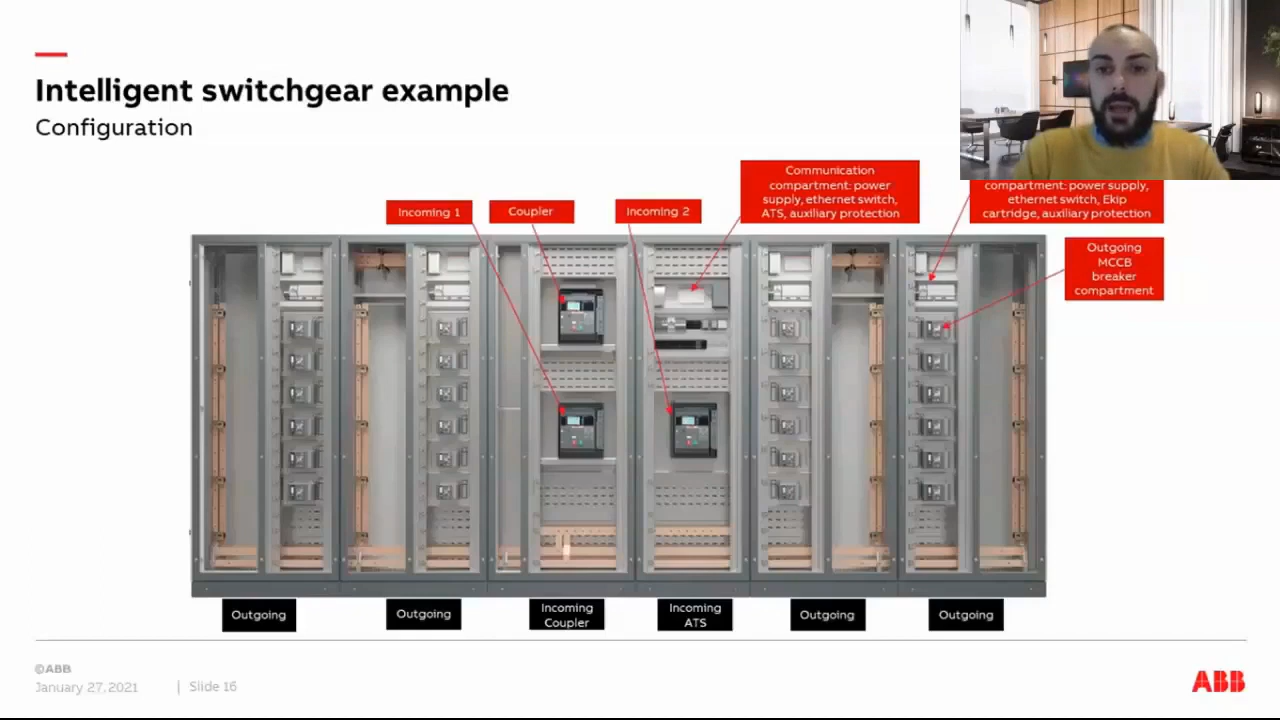 Intelligent switchgear example
Configuration
Communication
compartment: power
supply, ethernet switch,
ATS, auxiliary protection
compartment: power supply,
ethernet switch, Ekip
cartridge, auxiliary protection
Incoming 1
Coupler
Incoming 2
Outgoing
MCCB
breaker
compartment
Outgoing
Outgoing
Incoming
Coupler
Incoming
ATS
Outgoing
Outgoing
©ABB
January 27, 2021
Slide 16
ABB